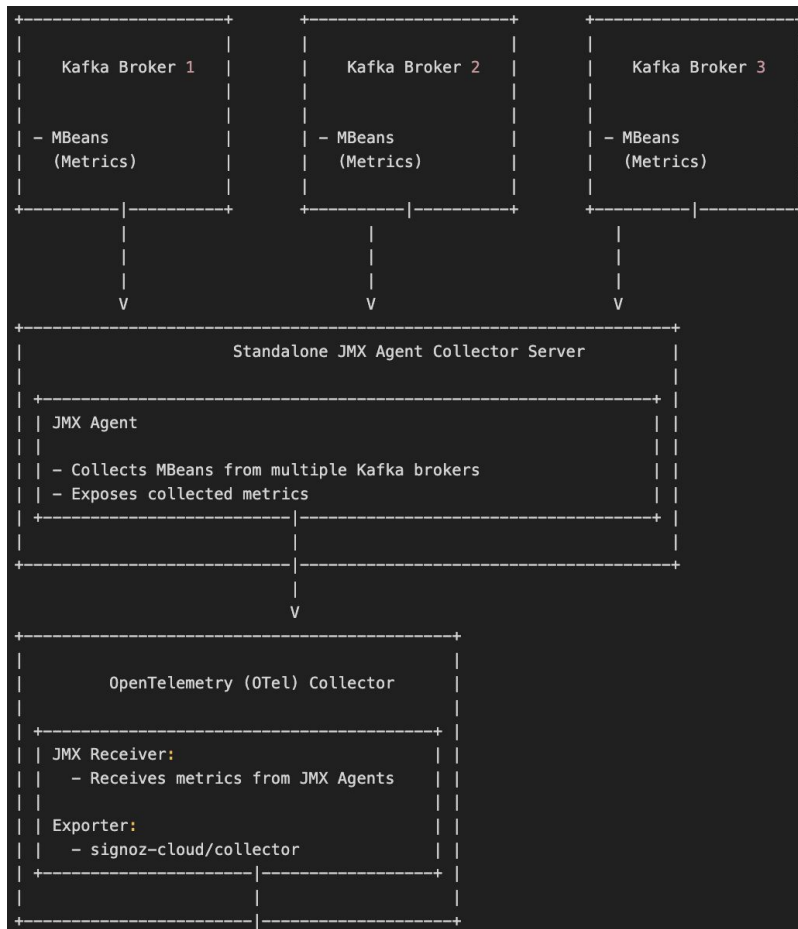 Kafka Broker 1 Kafka Broker 2 Kafka Broker 3
- MBeans - MBeans - MBeans
(Metrics) (Metrics) (Metrics)
Standalone JMX Agent Collector Server
JMX Agent
- Collects MBeans from multiple Kafka brokers
- Exposes collected metrics
OpenTelemetry (OTel) Collector
JMX Receiver:
- Receives metrics from JMX Agents
Exporter:
- signoz-cloud/collector